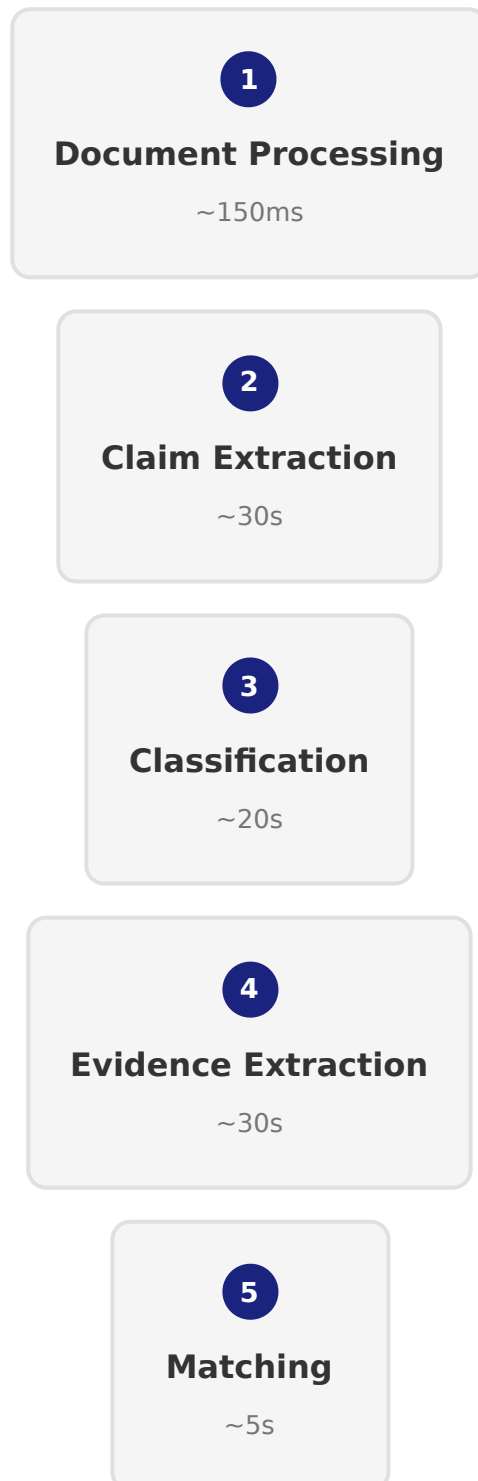 1
Document Processing
~150ms
2
Claim Extraction
~30s
3
Classification
~20s
4
Evidence Extraction
~30s
5
Matching
~5s